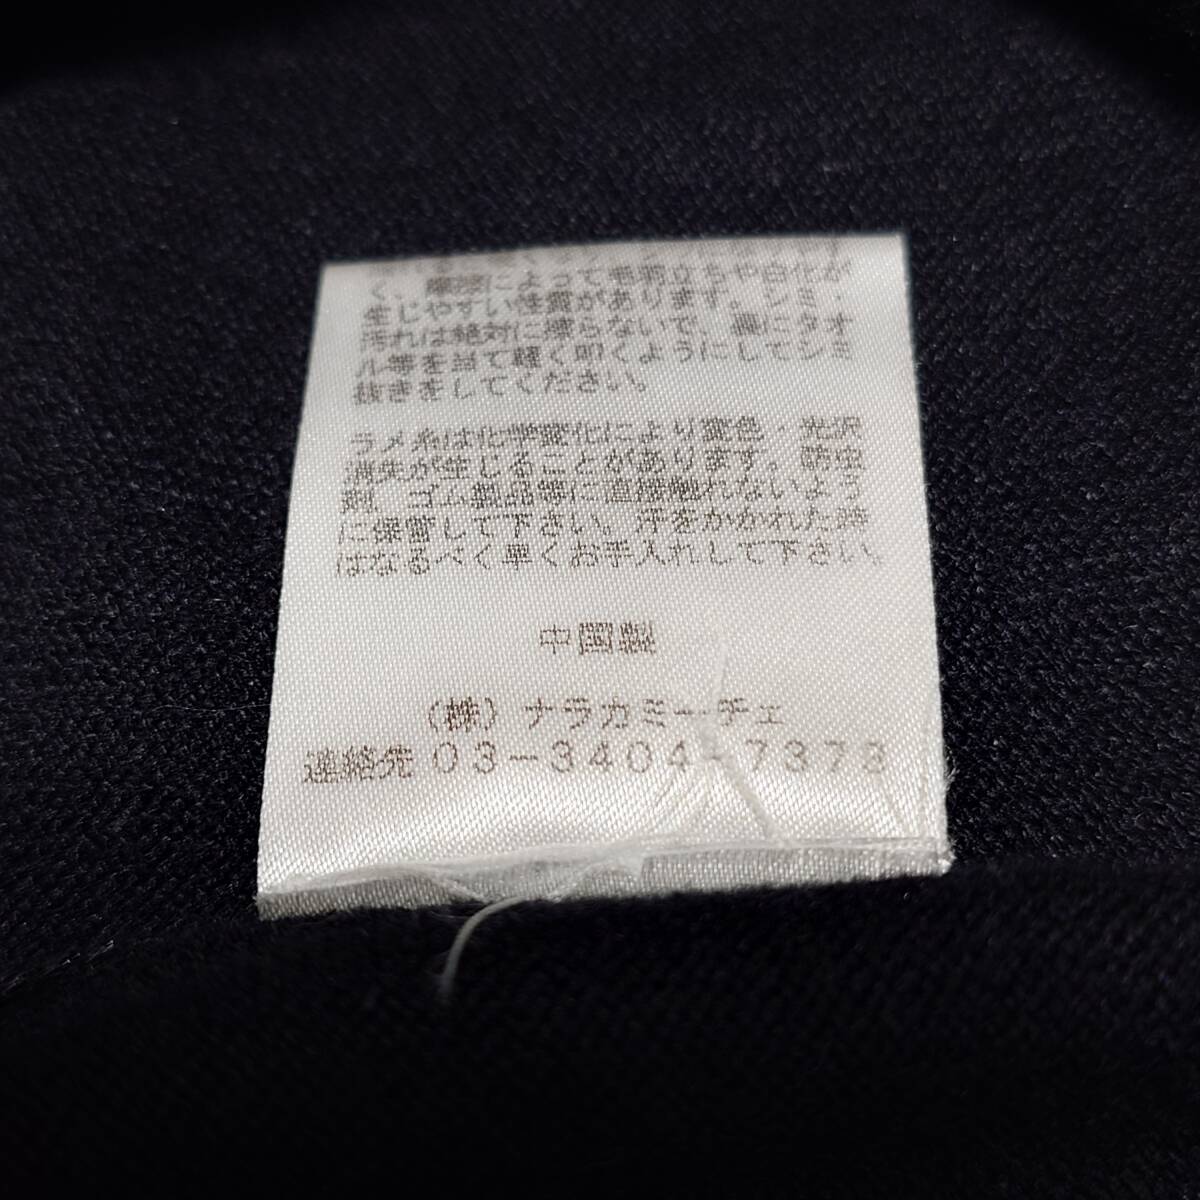 によって毛羽立ちや白化が
生じやすい性質があります。シミ・
汚れは絶対に擦らないで、裏にタオ
ル等を当て軽く叩くようにしてシミ
抜きをしてください。
ラメ糸は化学変化により変色・光沢
消失が生じることがあります。防虫
剤、ゴム製品等に直接触れないよう
に保管して下さい。汗をかかれた時
はなるべく早くお手入れして下さい。
中国製
(株)ナラカミーチェ
連絡先03-3404-7373